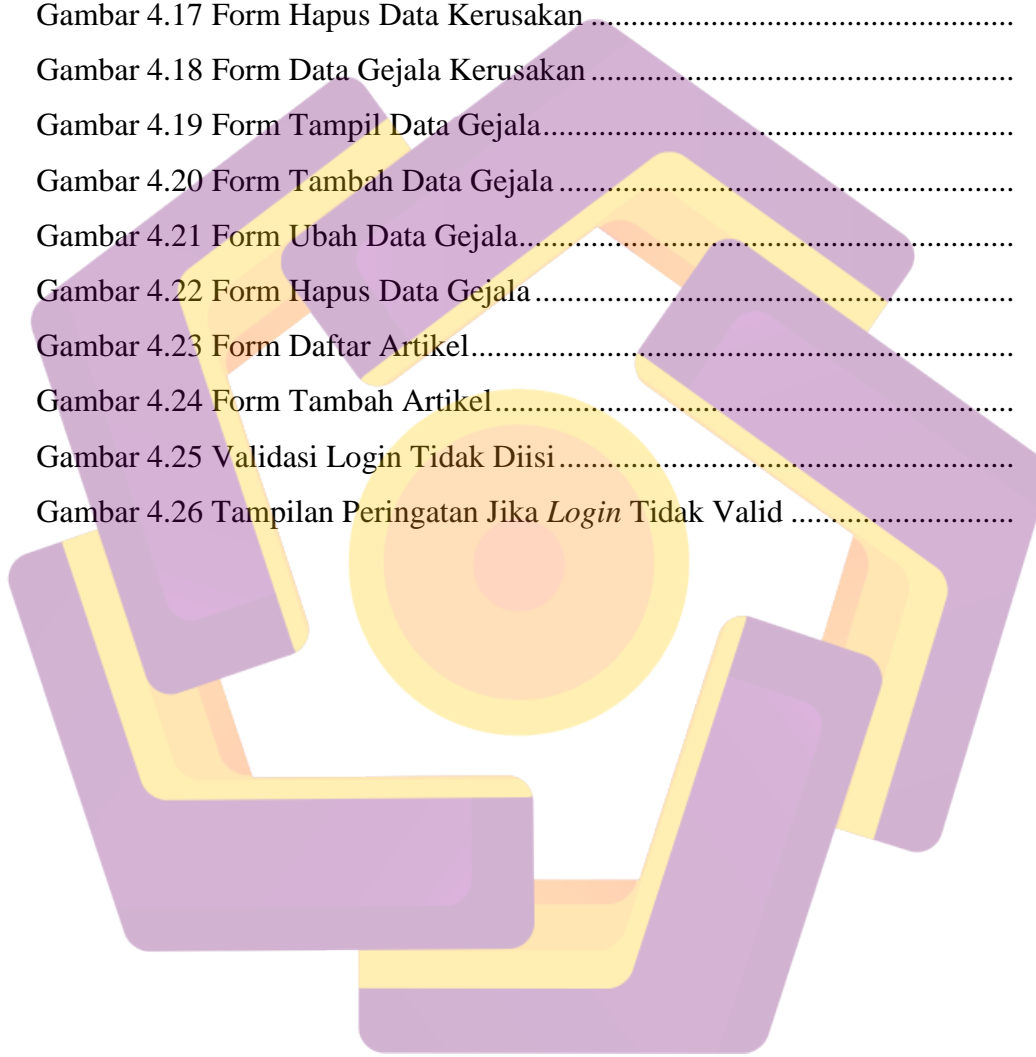 Gambar 4.17 Form Hapus Data Kerusakan ........................................................
Gambar 4.18 Form Data Gejala Kerusakan ........................................................
Gambar 4.19 Form Tampil Data Gejala..............................................................
Gambar 4.20 Form Tambah Data Gejala ............................................................
Gambar 4.21 Form Ubah Data Gejala.................................................................
Gambar 4.22 Form Hapus Data Gejala ...............................................................
Gambar 4.23 Form Daftar Artikel.......................................................................
Gambar 4.24 Form Tambah Artikel....................................................................
Gambar 4.25 Validasi Login Tidak Diisi ............................................................
Gambar 4.26 Tampilan Peringatan Jika Login Tidak Valid .............................